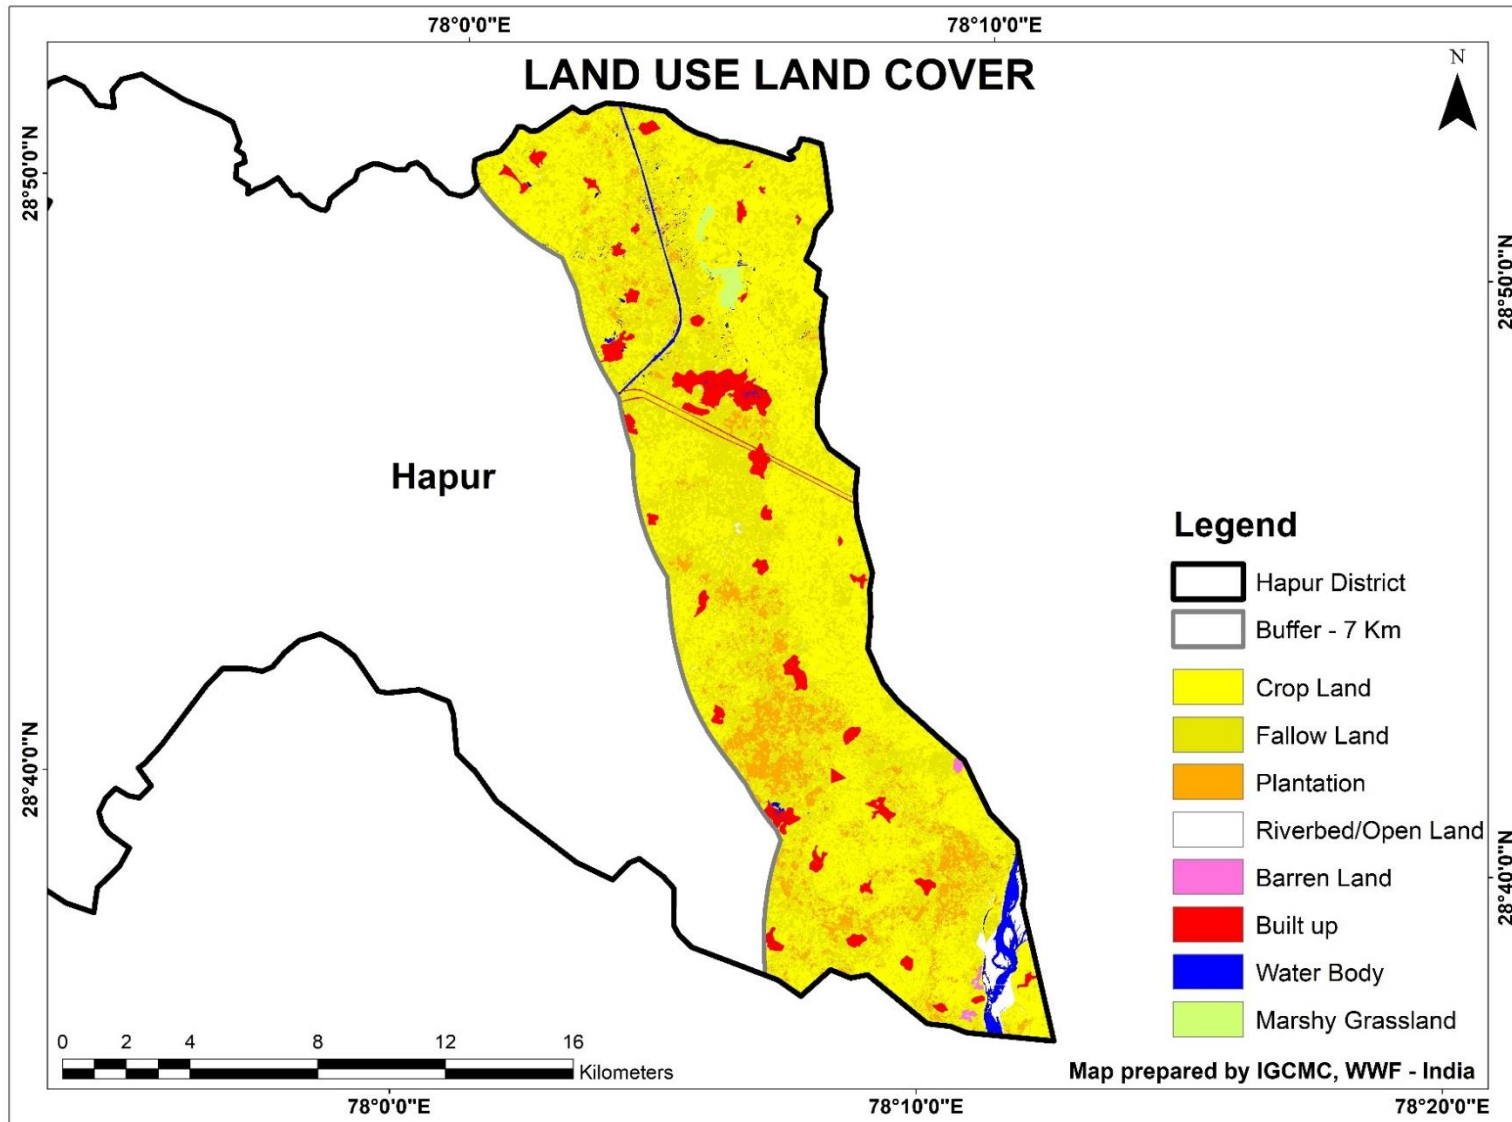 78°0'0"E 78°10'0"E
LAND USE LAND COVER
N
28°50'0"N
28°50'0"N
Hapur
Legend
Hapur District
Buffer - 7 Km
Crop Land
Fallow Land
Plantation
Riverbed/Open Land
Barren Land
Built up
Water Body
Marshy Grassland
28°40'0"N
28°40'0"N
0 2 4 8 12 16
Kilometers
Map prepared by IGCMC, WWF - India
78°0'0"E 78°10'0"E 78°20'0"E